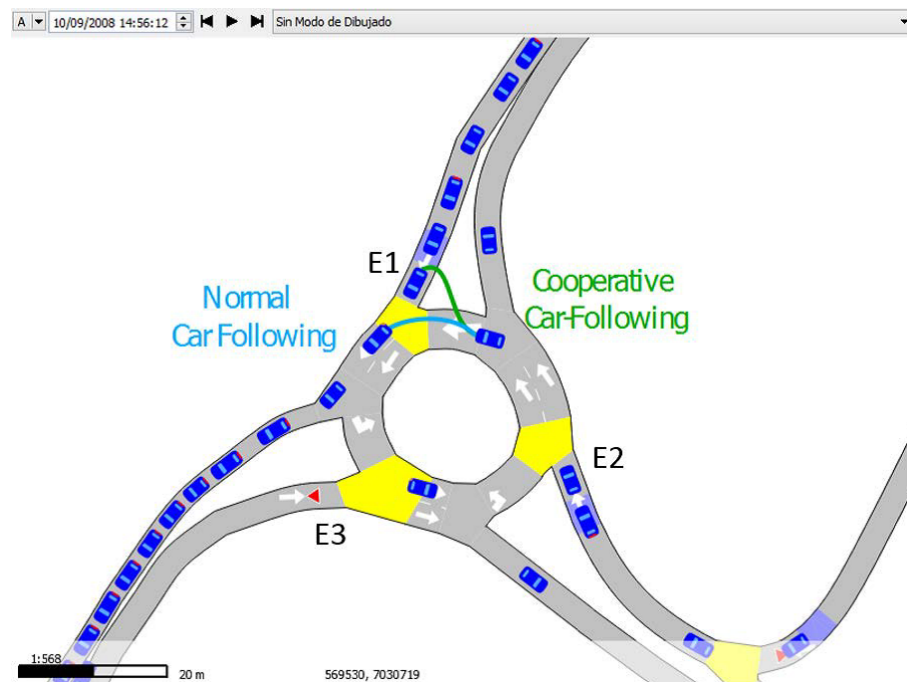 A 10/09/2008 14:56:12 Sin Modo de Dibujado
E1
Normal
Car Following
Cooperative
Car-Following
E2
E3
1:568
20 m 569530, 7030719